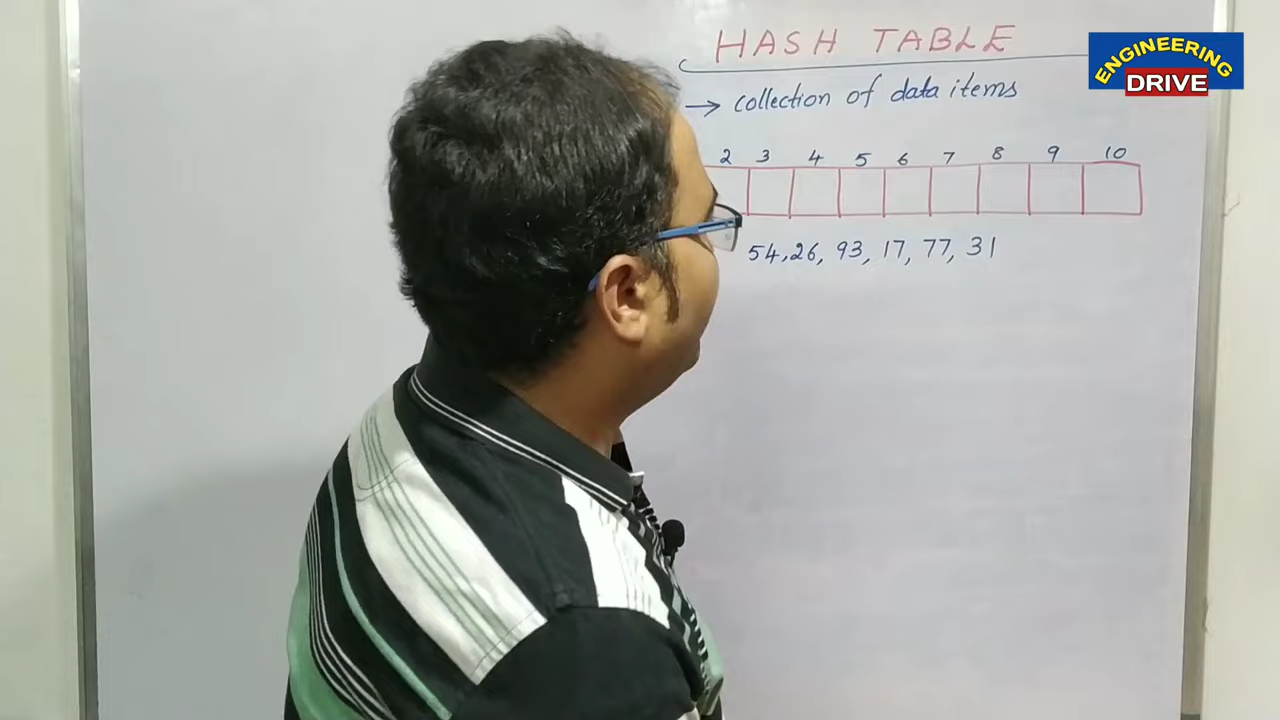 HASH TABLE
ENGINEERING
DRIVE
→ collection of data items
2 3 4 5 6 7 8 9 10
54, 26, 93, 17, 77, 31